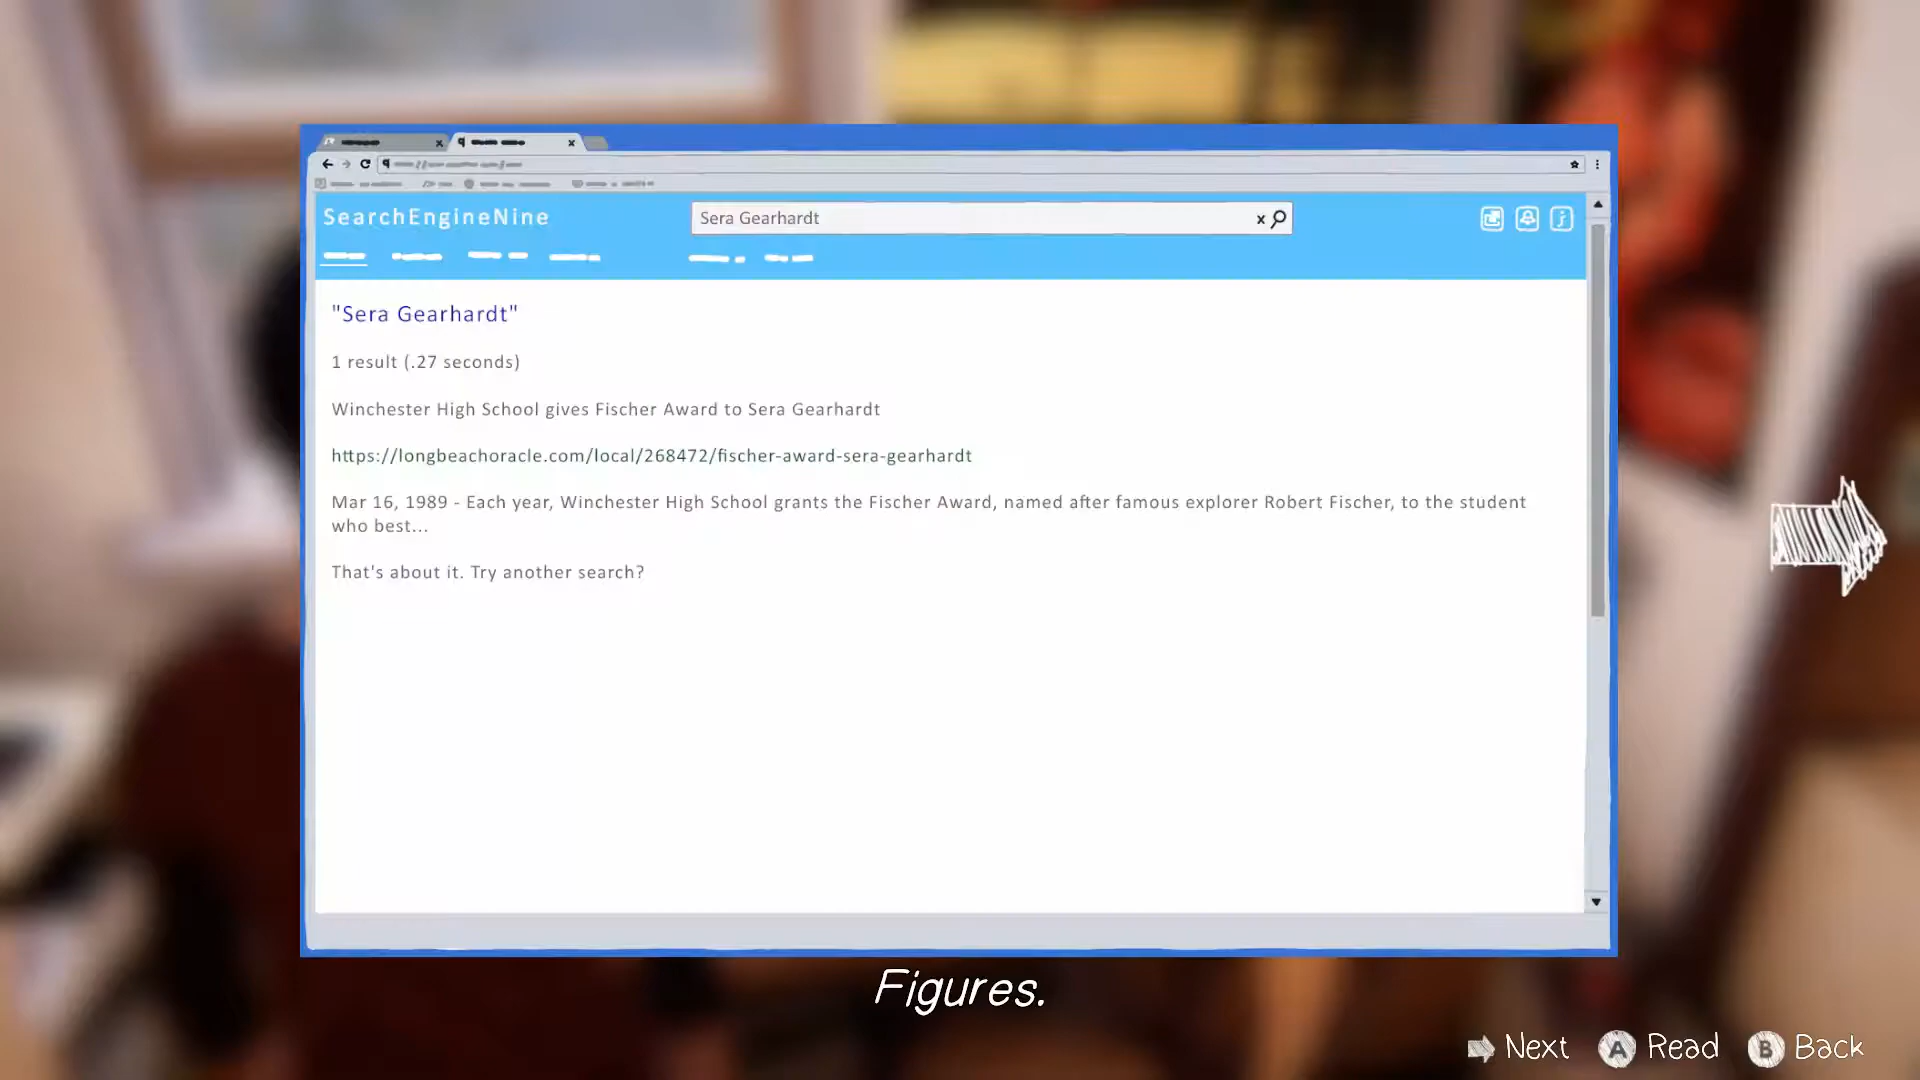 SearchEngineNine
Sera Gearhardt
"Sera Gearhardt"
1 result (.27 seconds)
Winchester High School gives Fischer Award to Sera Gearhardt
https://longbeachoracle.com/local/268472/fischer-award-sera-gearhardt
Mar 16, 1989 - Each year, Winchester High School grants the Fischer Award, named after famous explorer Robert Fischer, to the student
who best...
That's about it. Try another search?
Figures.
Next A Read B Back